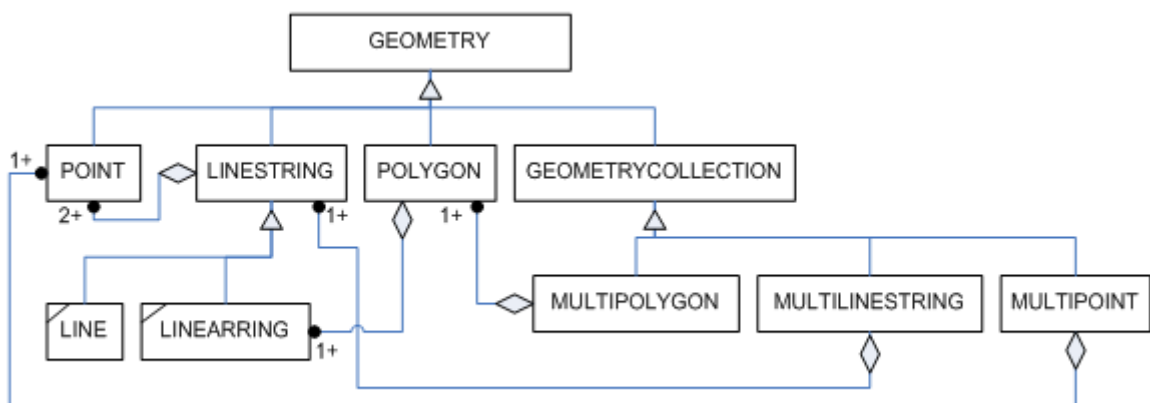 GEOMETRY
1+
POINT
LINESTRING
POLYGON
GEOMETRYCOLLECTION
2+
1+
1+
LINE
LINEARRING
1+
MULTIPOLYGON
MULTILINESTRING
MULTIPOINT